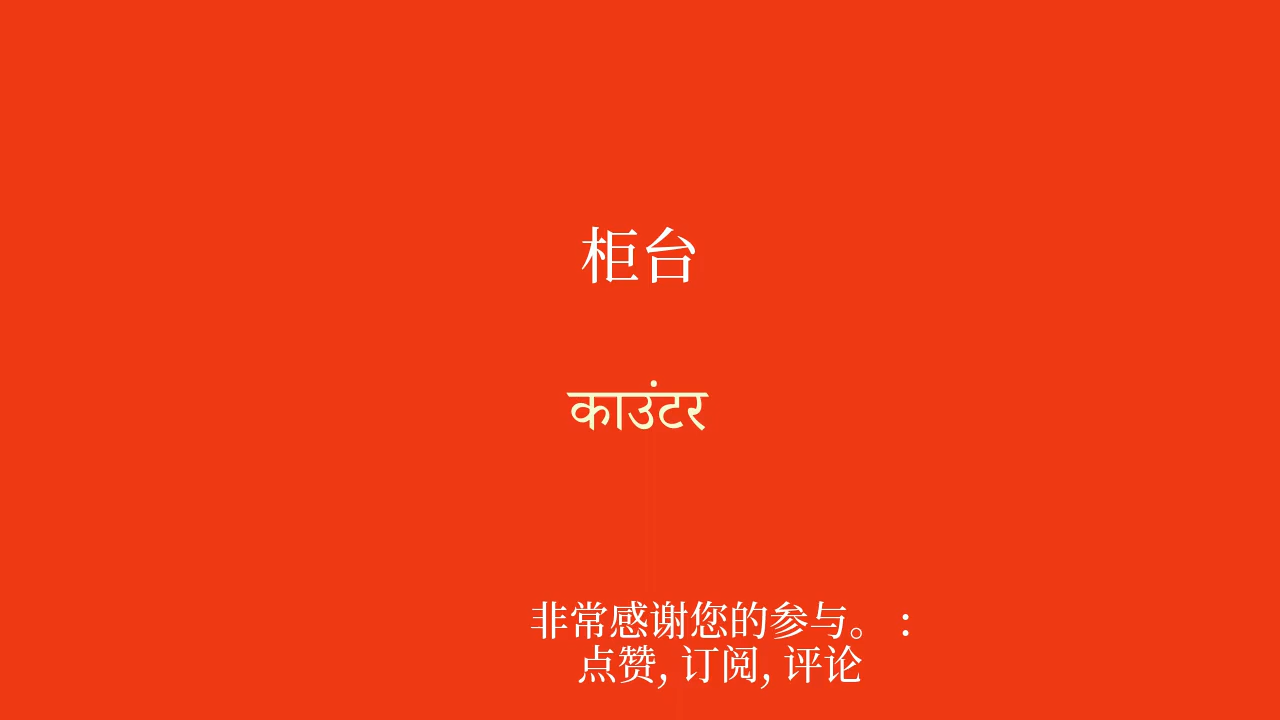 柜台
काउंटर
非常感谢您的参与。 :
点赞, 订阅, 评论